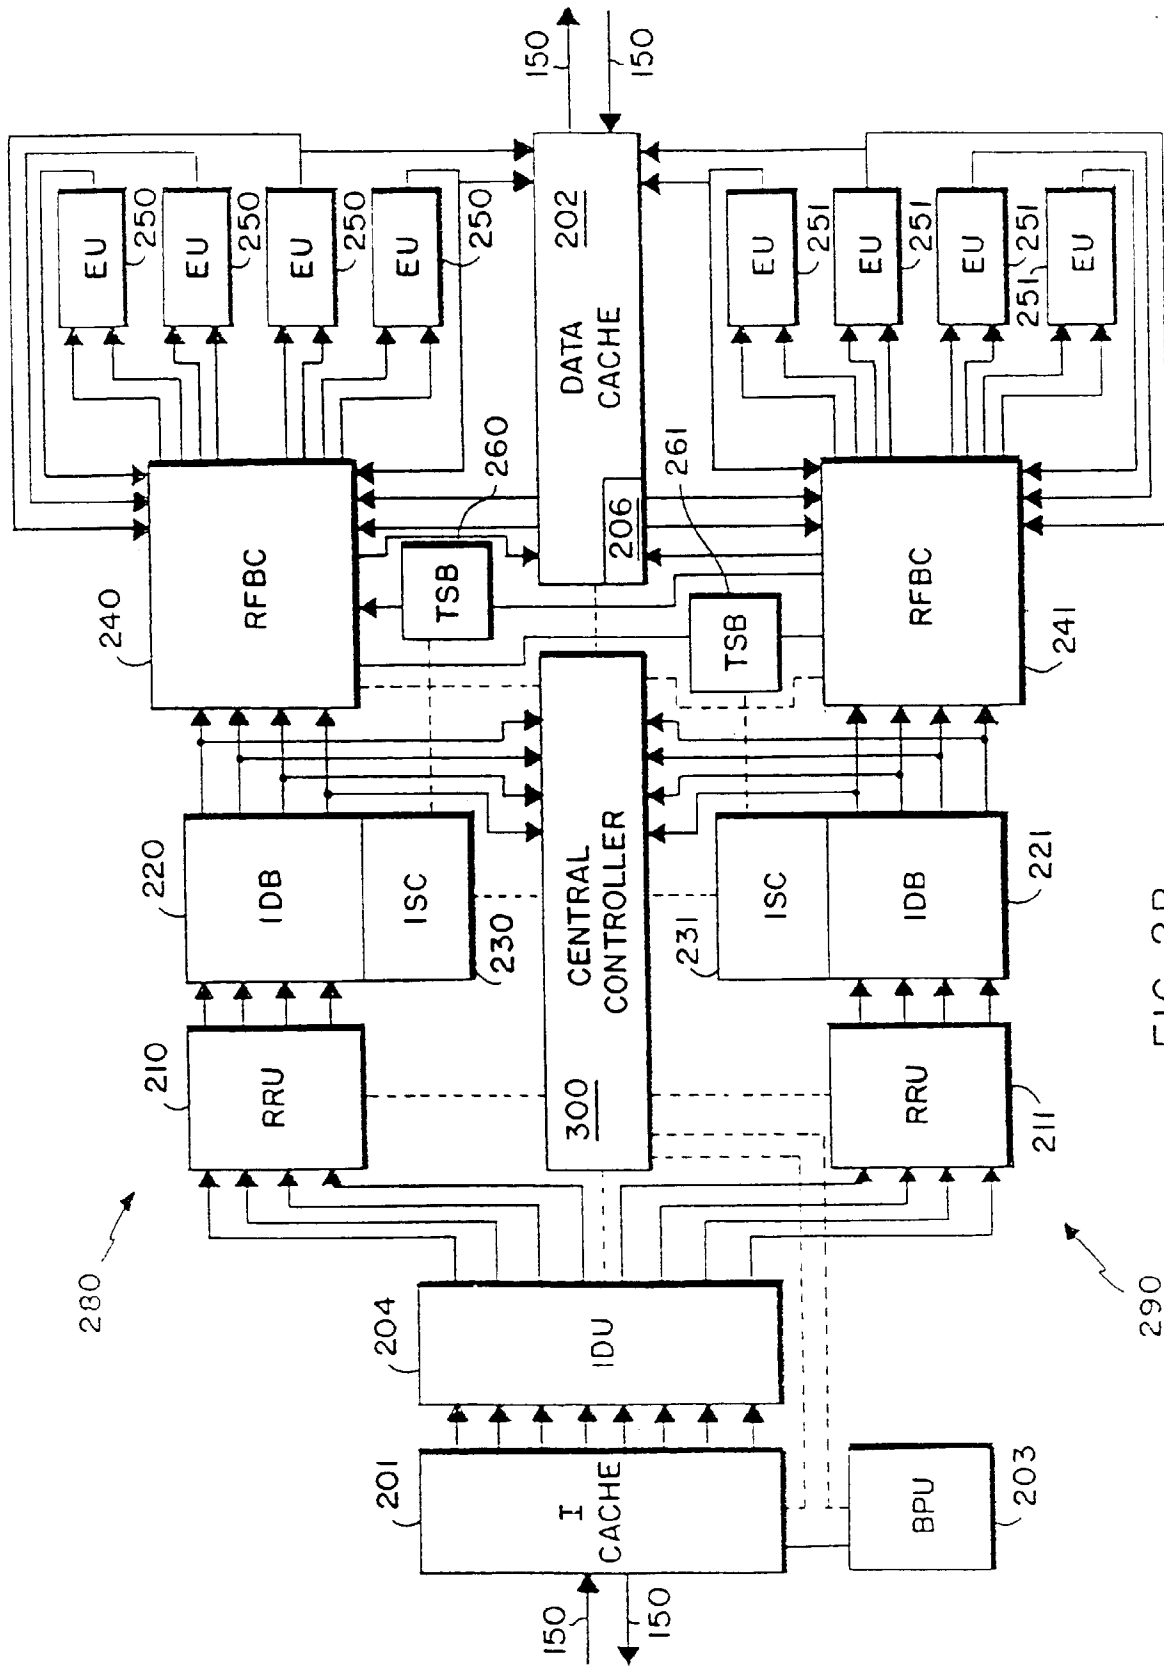 280
290
150
150
201
I
CACHE
BPU
203
204
IDU
210
RRU
RRU
211
220
IDB
ISC
230
300
CENTRAL
CONTROLLER
231
ISC
IDB
221
240
RFBC
TSB
260
TSB
261
RFBC
241
206
DATA
CACHE
202
150
150
EU
250
EU
250
EU
250
EU
250
EU
251
EU
251
EU
251
EU
251